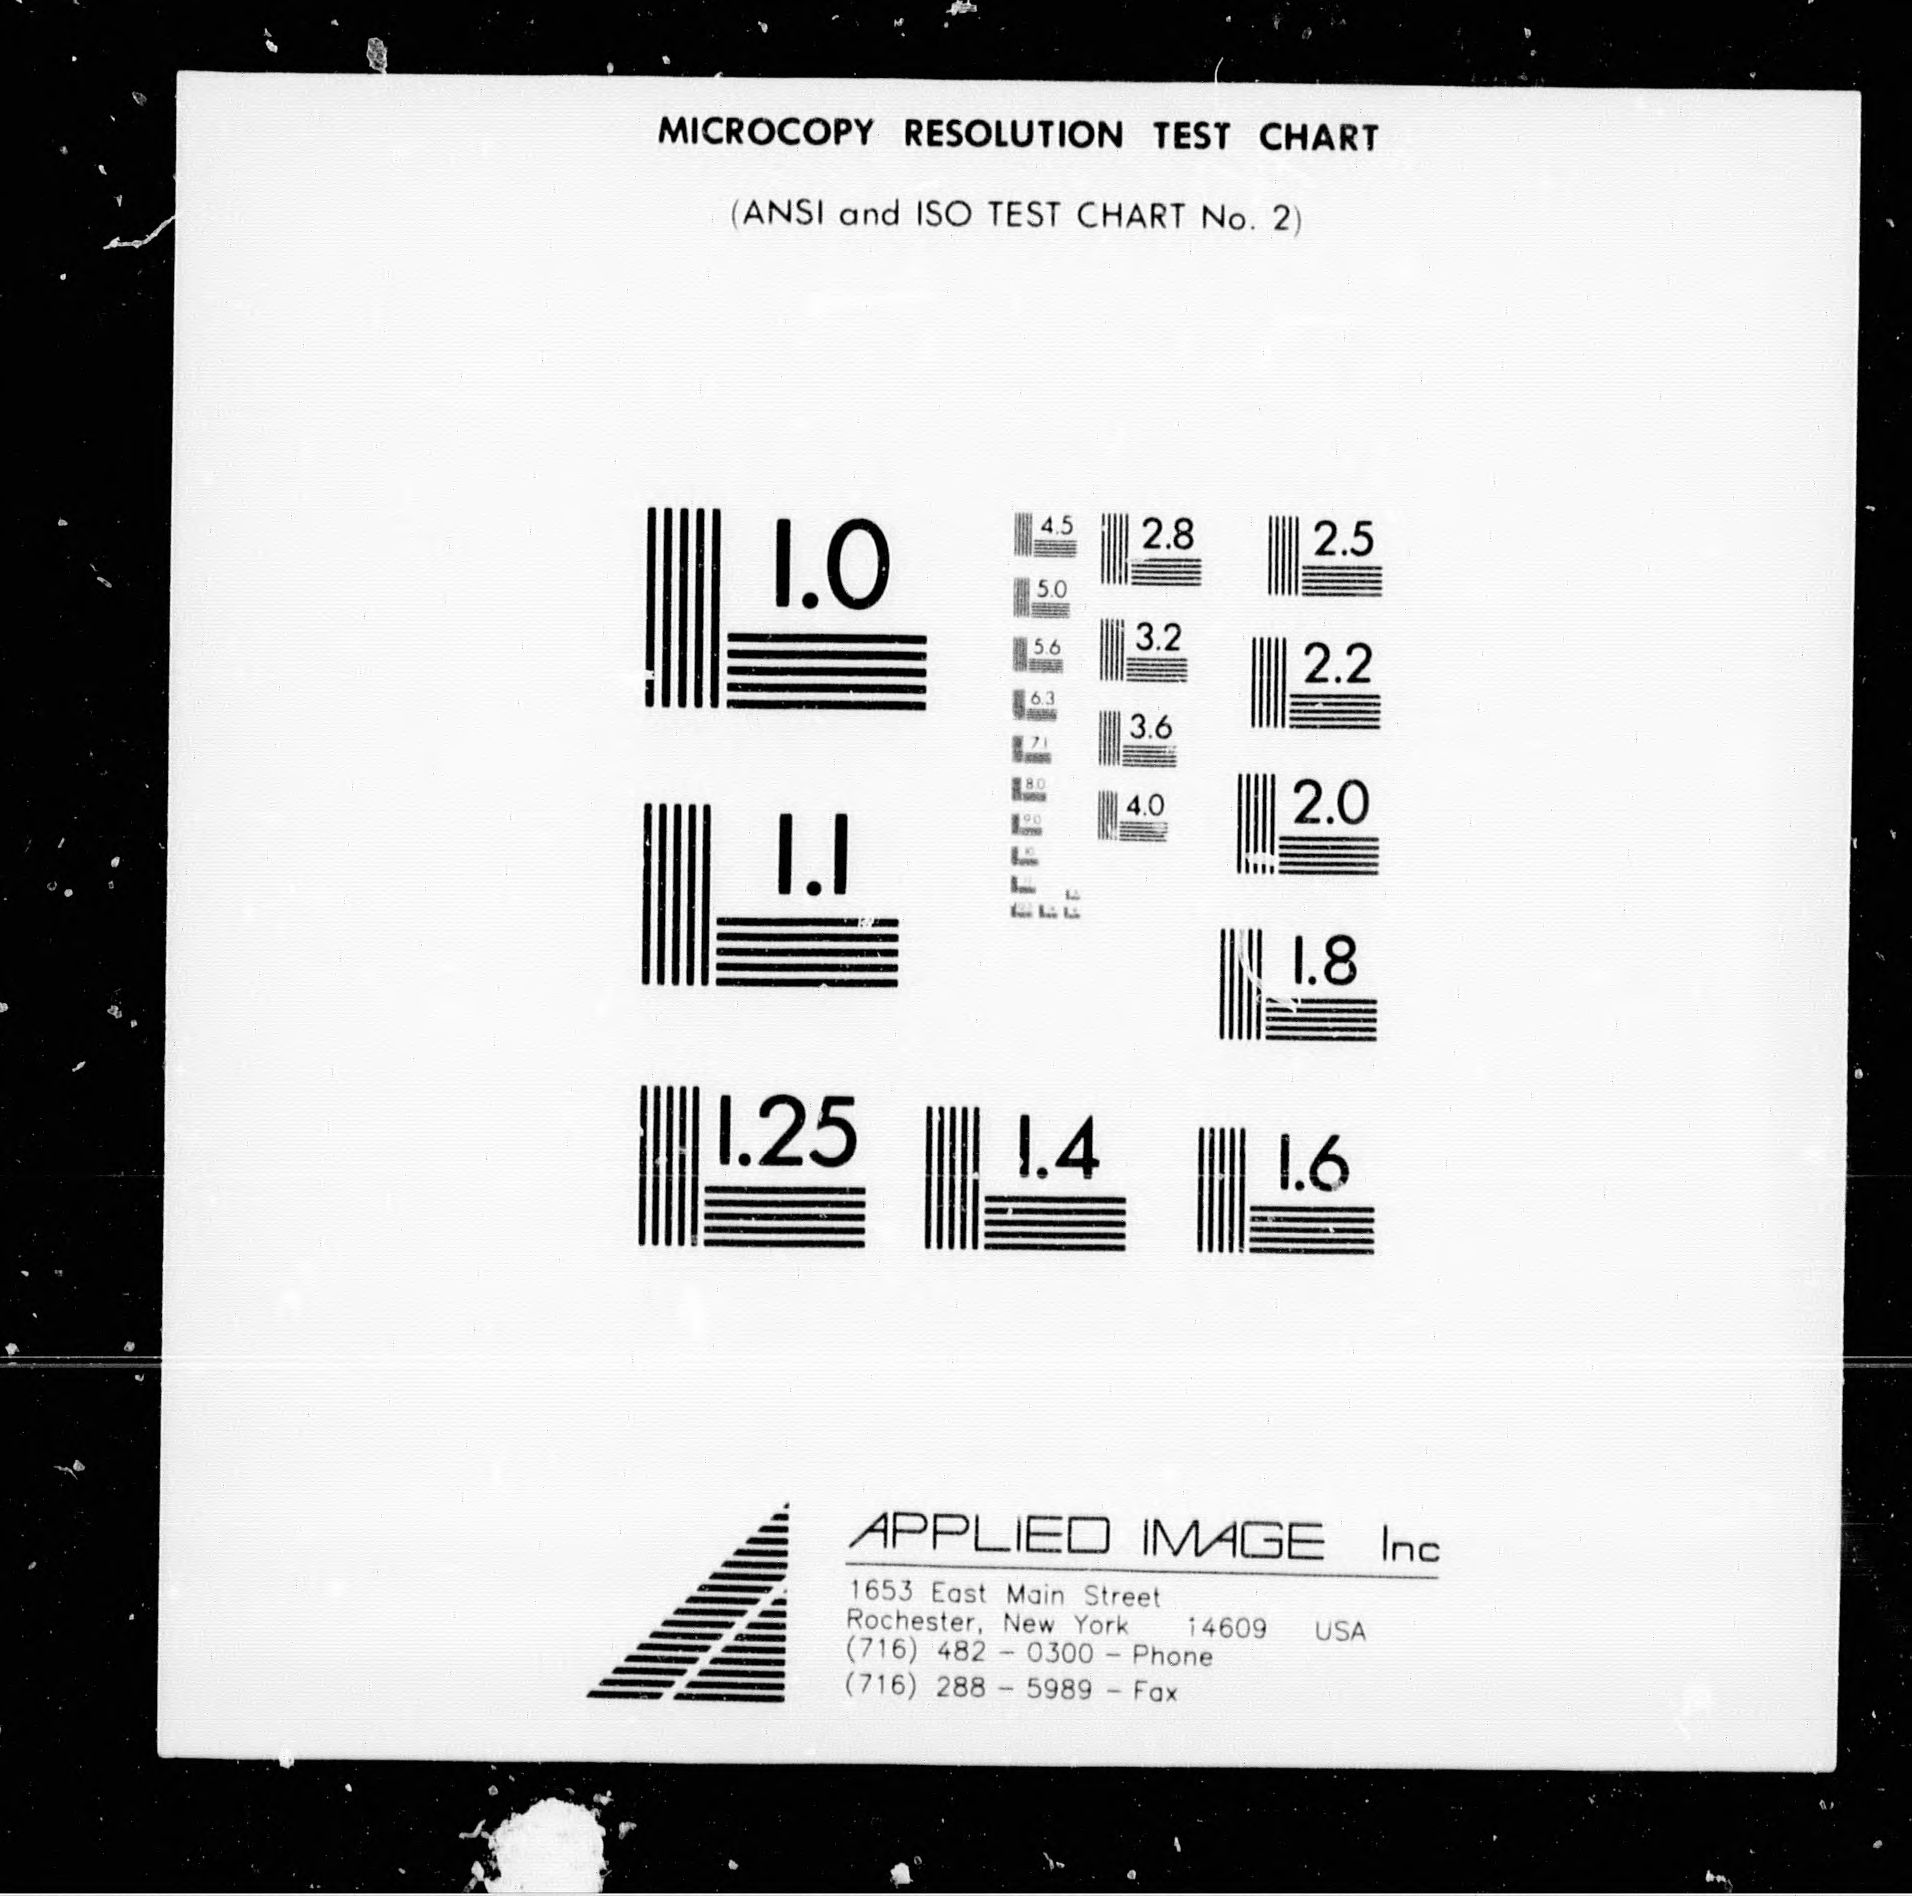 MICROCOPY RESOLUTION TEST CHART
(ANSI and ISO TEST CHART No. 2)
1.0
4.5
2.8
2.5
5.0
3.2
2.2
5.6
6.3
3.6
7.1
2.0
8.0
4.0
9.0
1.1
1.8
1.25
1.4
1.6
APPLIED IMAGE Inc
1653 East Main Street
Rochester, New York 14609 USA
(716) 482 - 0300 - Phone
(716) 288 - 5989 - Fax